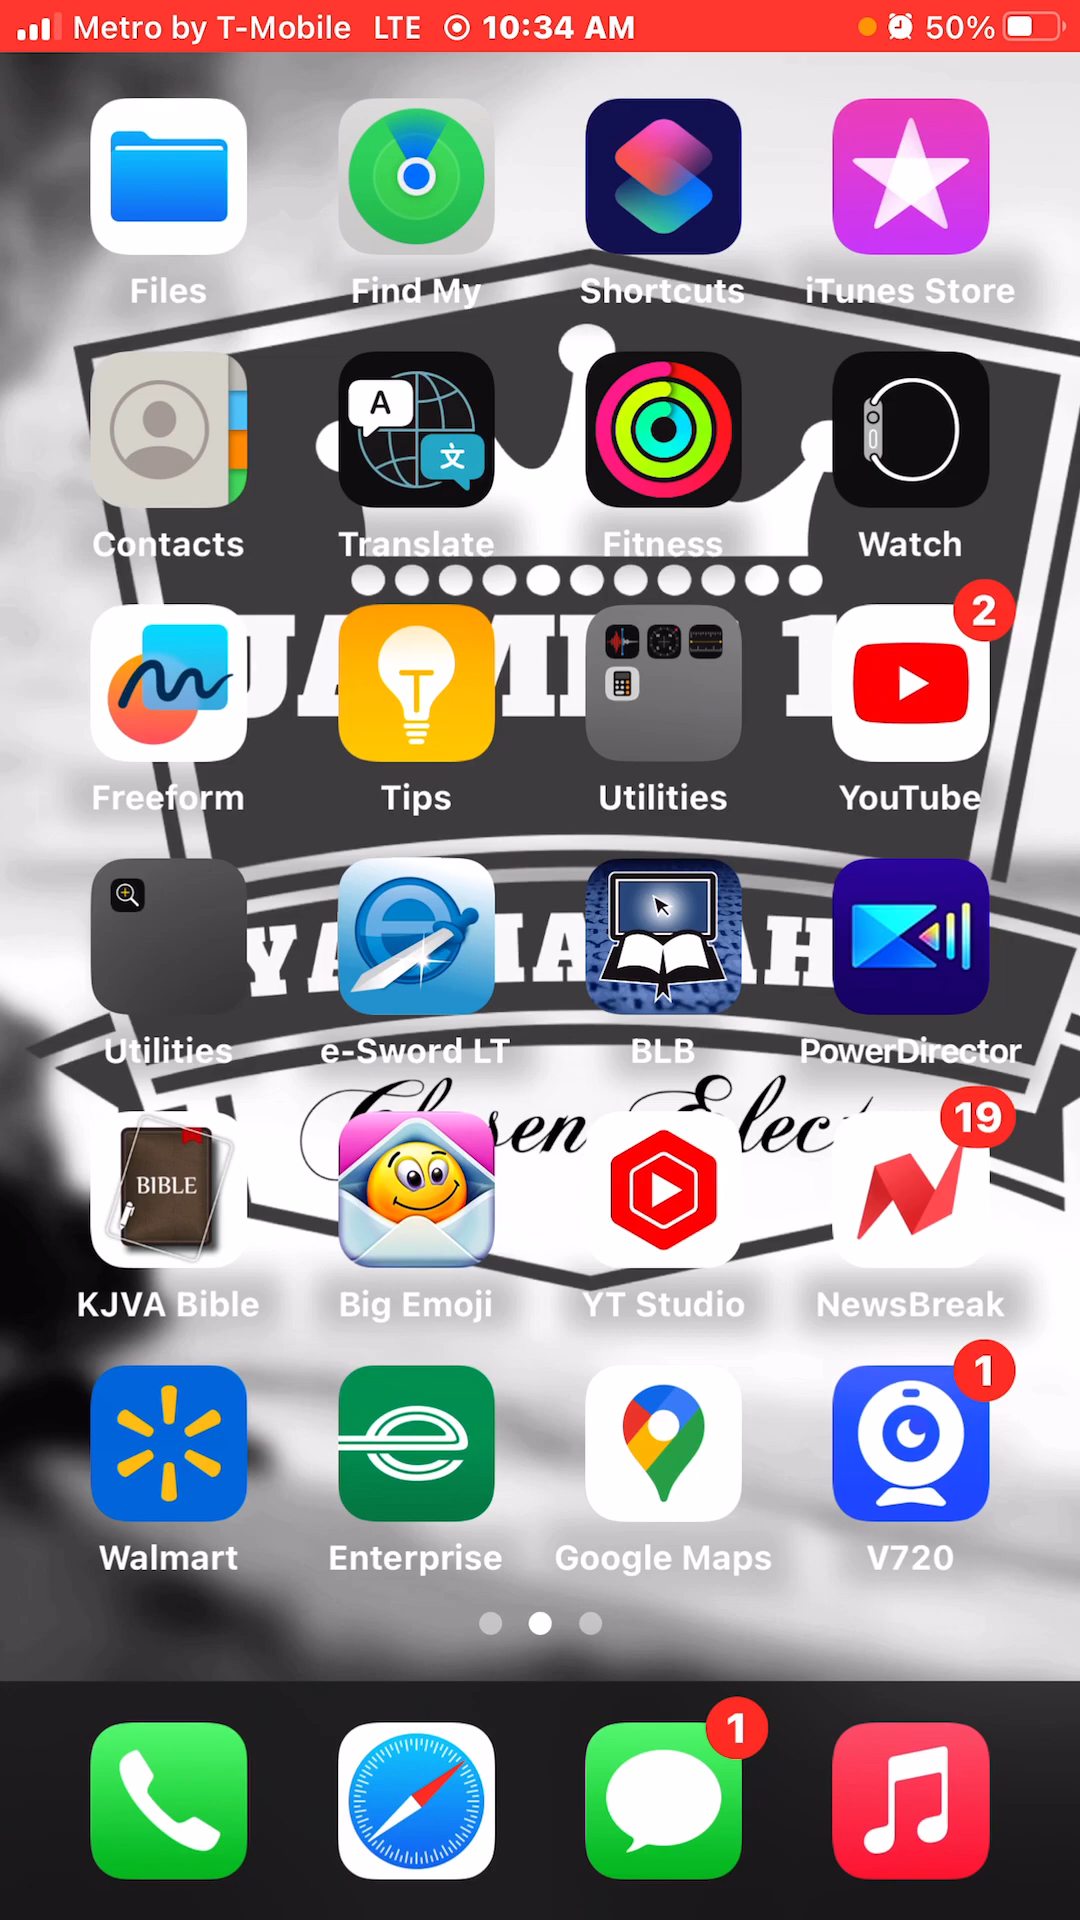 Metro by T-Mobile LTE 10:34 AM 50%
Files Find My Shortcuts iTunes Store
A 文
Contacts Translate Fitness Watch
2
Freeform Tips Utilities YouTube
Utilities e-Sword LT BLB PowerDirector
19
BIBLE
KJVA Bible Big Emoji YT Studio NewsBreak
1
Walmart Enterprise Google Maps V720
1